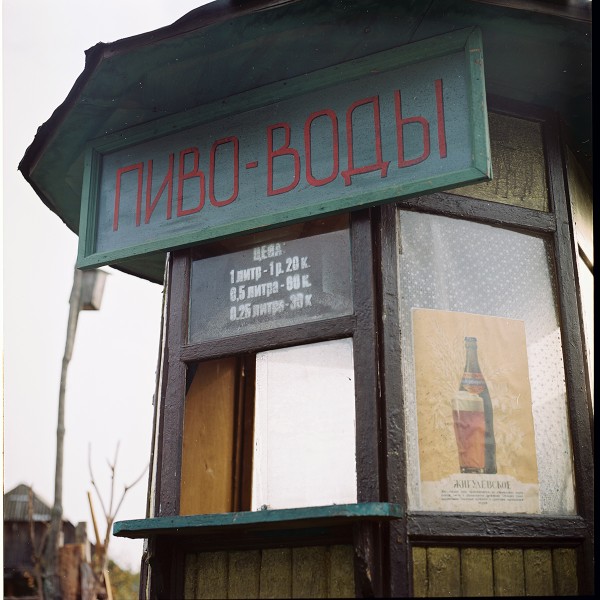 ПИВО-ВОДЫ
ЦЕНА:
1 литр - 1 р. 20 к.
0,5 литра - 60 к.
0.25 литра - 30 к
ЖИГУЛЕВСКОЕ